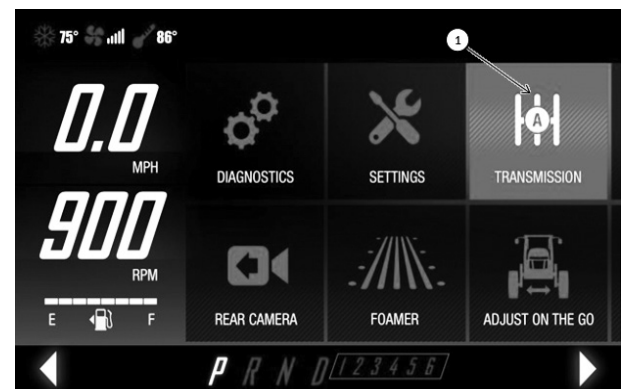 75° 86°
1
0.0
MPH
DIAGNOSTICS SETTINGS TRANSMISSION
A
900
RPM
E F
REAR CAMERA FOAMER ADJUST ON THE GO
P R N D 1 2 3 4 5 6